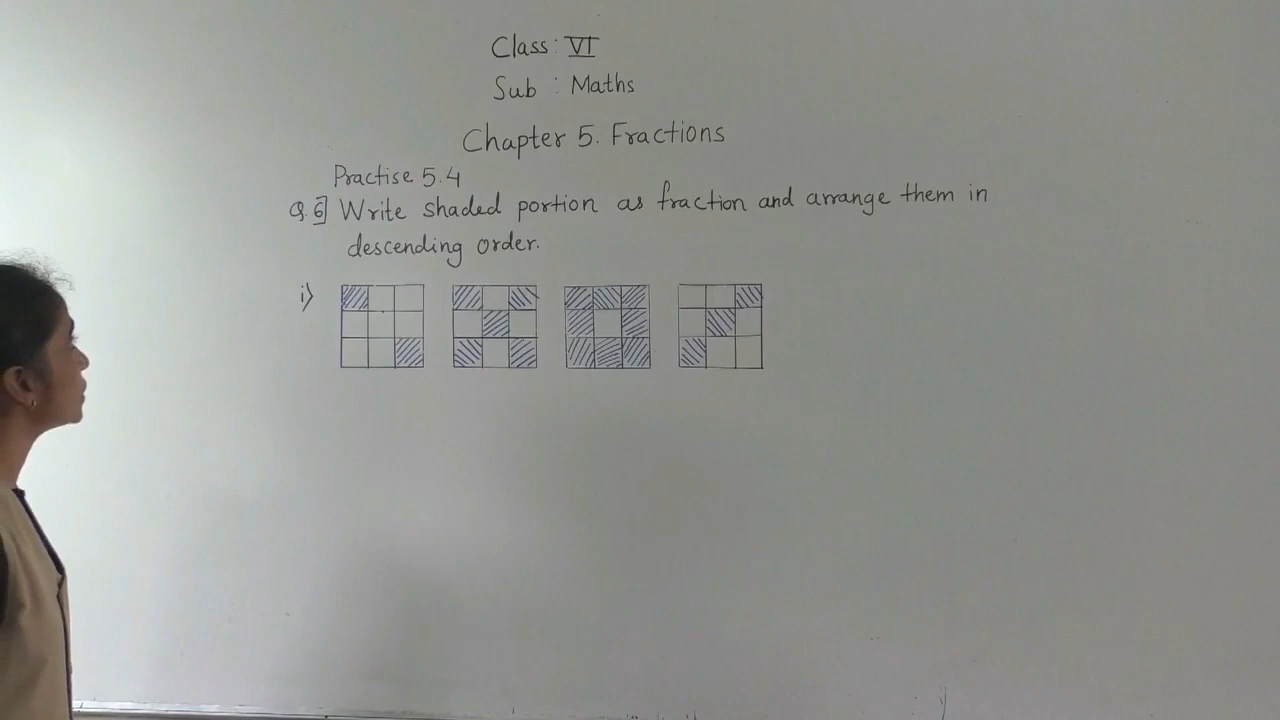 Class: VI
Sub : Maths
Chapter 5. Fractions
Practise 5.4
Q.6] Write shaded portion as fraction and arrange them in
descending order.
i)